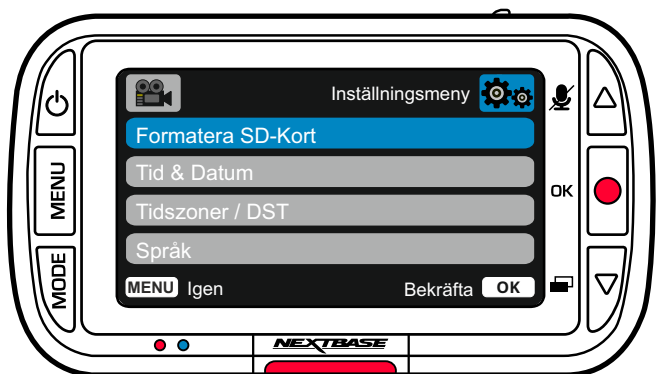 Inställningsmeny
Formatera SD-Kort
Tid & Datum
Tidszoner / DST
Språk
MENU Igen Bekräfta OK
MENU
MODE
OK
NEXTBASE